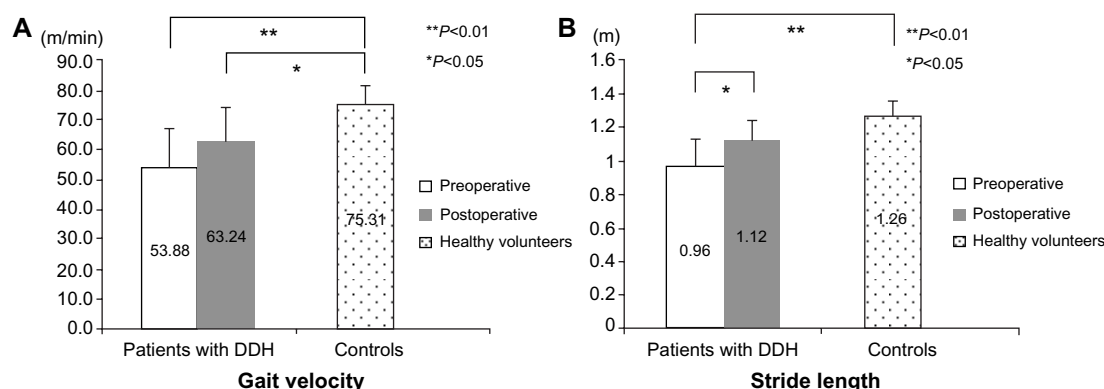 A
(m/min)
**
**P<0.01
*
*P<0.05
90.0
80.0
70.0
60.0
50.0
40.0
30.0
20.0
10.0
0.0
53.88
63.24
75.31
Preoperative
Postoperative
Healthy volunteers
Patients with DDH
Controls
Gait velocity
B
(m)
**
**P<0.01
*
*P<0.05
1.6
1.4
1.2
1
0.8
0.6
0.4
0.2
0
0.96
1.12
1.26
Preoperative
Postoperative
Healthy volunteers
Patients with DDH
Controls
Stride length